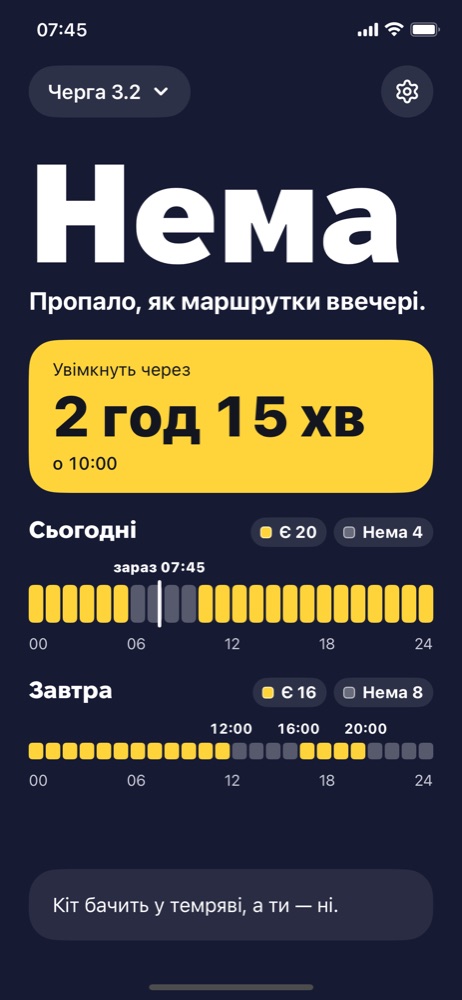 07:45
Черга 3.2
Нема
Пропало, як маршрутки ввечері.
Увімкнуть через
2 год 15 хв
о 10:00
Сьогодні
Є 20
Нема 4
зараз 07:45
00 06 12 18 24
Завтра
Є 16
Нема 8
12:00 16:00 20:00
00 06 12 18 24
Кіт бачить у темряві, а ти — ні.